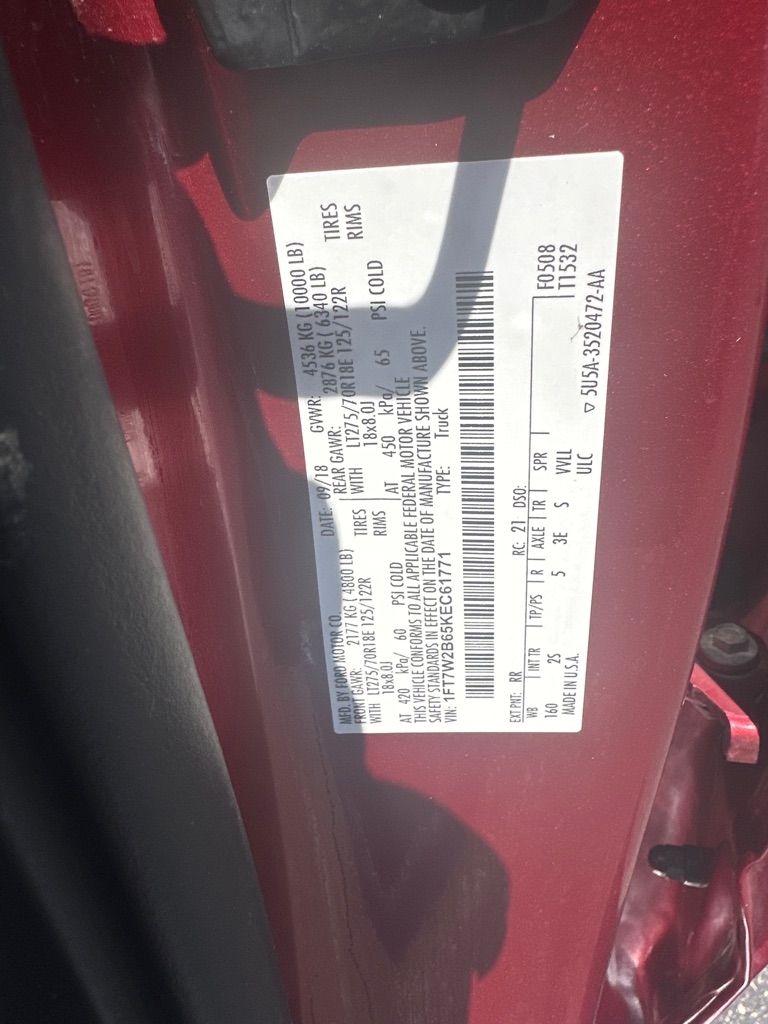 MFD. BY FORD MOTOR CO.
DATE: 09/18 GVWR: 4536 KG (10000 LB)
FRONT GAWR: 2177 KG ( 4800 LB) REAR GAWR: 2876 KG ( 6340 LB)
WITH LT275/70R18E 125/122R TIRES WITH LT275/70R18E 125/122R TIRES
18x8.0J RIMS 18x8.0J RIMS
AT 420 kPa/ 60 PSI COLD AT 450 kPa/ 65 PSI COLD
THIS VEHICLE CONFORMS TO ALL APPLICABLE FEDERAL MOTOR VEHICLE
SAFETY STANDARDS IN EFFECT ON THE DATE OF MANUFACTURE SHOWN ABOVE.
VIN: 1FT7W2B65KEC61771 TYPE: Truck
EXT PNT: RR RC: 21 DSO: F0508
WB INT TR TP/PS R AXLE TR SPR T1532
160 2S 5 3E S VVLL
MADE IN U.S.A. ULC ▽ 5U5A-3520472-AA